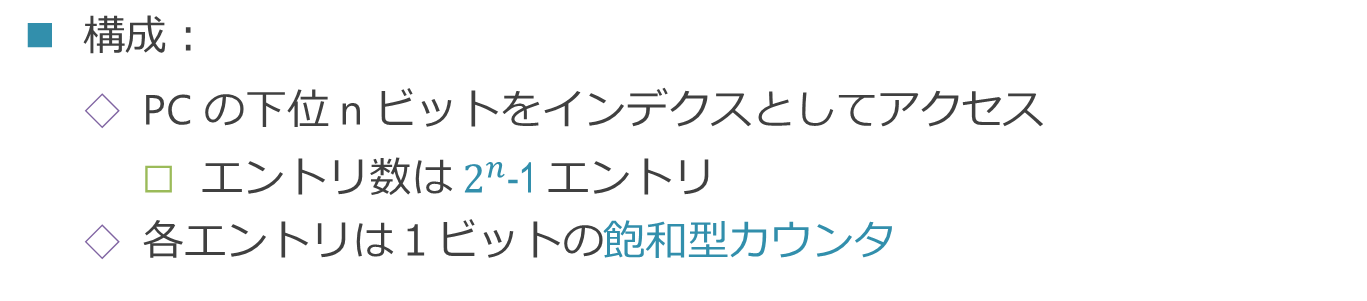 ■ 構成：
◇ PC の下位 n ビットをインデクスとしてアクセス
□ エントリ数は 2ⁿ-1 エントリ
◇ 各エントリは 1 ビットの飽和型カウンタ